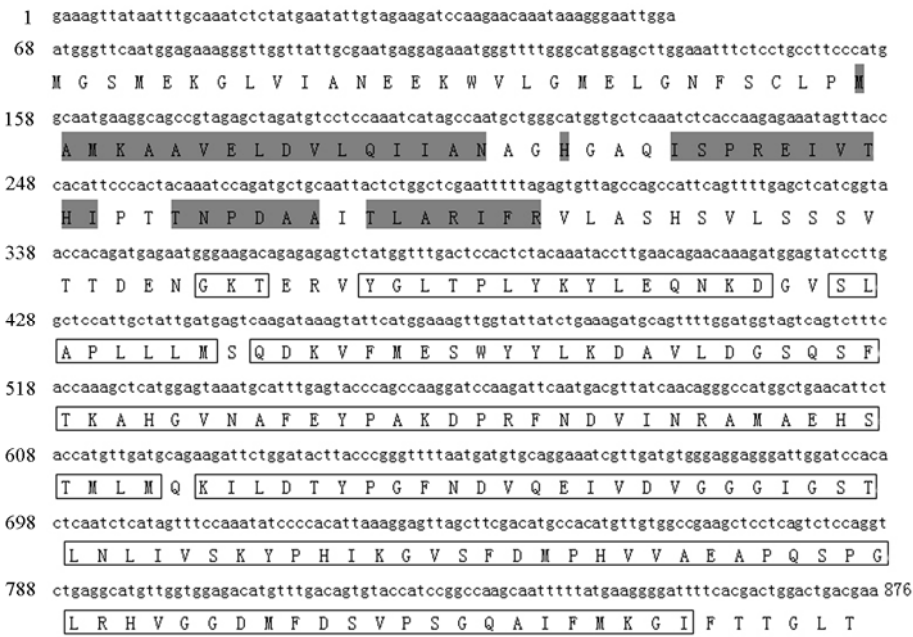 1 gaaagttataatttgcaaatctctatgaatattgtagaagatccaagaacaaataaagggaattgga
68 atgggttcaatggagaaagggttggttattgcgaatgaggagaaatgggttttgggcatggagcttggaaatttctcctgccttcccatg
M G S M E K G L V I A N E E K W V L G M E L G N F S C L P M
158 gcaatgaaggcagccgtagagctagatgtcctccaaatcatagccaatgctgggcatggtgctcaaatctcaccaagagaaatagttacc
A M K A A V E L D V L Q I I A N A G H G A Q I S P R E I V T
248 cacattcccactacaaatccagatgctgcaattactctggctcgaatttttagagtgttagccagccattcagttttgagctcatcggta
H I P T T N P D A A I T L A R I F R V L A S H S V L S S S V
338 accacagatgagaatgggaagacagagagagtctatggtttgactccactctacaaataccttgaacagaacaaagatggagtatccttg
T T D E N G K T E R V Y G L T P L Y K Y L E Q N K D G V S L
428 gctccattgctattgatgagtcaagataaagtattcatggaaagttggtattatctgaaagatgcagttttggatggtagtcagtctttc
A P L L L M S Q D K V F M E S W Y Y L K D A V L D G S Q S F
518 accaaagctcatggagtaaatgcatttgagtacccagccaaggatccaagattcaatgacgttatcaacagggccatggctgaacattct
T K A H G V N A F E Y P A K D P R F N D V I N R A M A E H S
608 accatgttgatgcagaagattctggatacttacccgggttttaatgatgtgcaggaaatcgttgatgtgggaggagggattggatccaca
T M L M Q K I L D T Y P G F N D V Q E I V D V G G G I G S T
698 ctcaatctcatagtttccaaatatccccacattaaaggagttagcttcgacatgccacatgttgtggccgaagctcctcagtctccaggt
L N L I V S K Y P H I K G V S F D M P H V V A E A P Q S P G
788 ctgaggcatgttggtggagacatgtttgacagtgtaccatccggccaagcaatttttatgaaggggattttcacgactggactgacgaa 876
L R H V G G D M F D S V P S G Q A I F M K G I F T T G L T